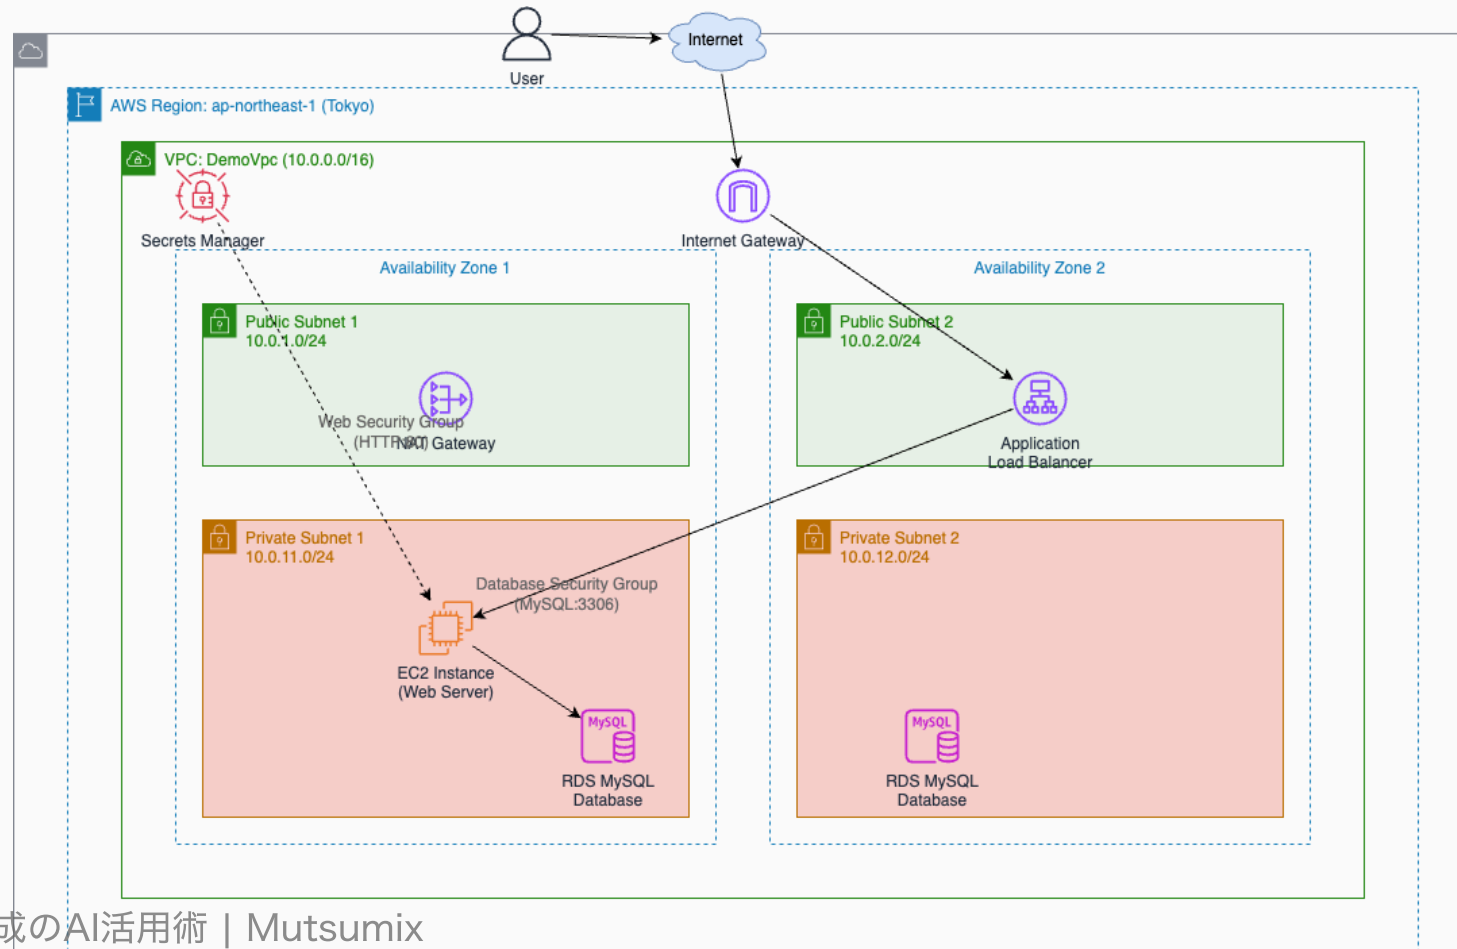 Internet
User
AWS Region: ap-northeast-1 (Tokyo)
VPC: DemoVpc (10.0.0.0/16)
Secrets Manager
Internet Gateway
Availability Zone 1
Availability Zone 2
Public Subnet 1
10.0.1.0/24
Public Subnet 2
10.0.2.0/24
Web Security Group
NAT Gateway
Application
Load Balancer
Private Subnet 1
10.0.11.0/24
Private Subnet 2
10.0.12.0/24
Database Security Group
(MySQL:3306)
EC2 Instance
(Web Server)
MySQL
RDS MySQL
Database
MySQL
RDS MySQL
Database
成のAI活用術 | Mutsumix